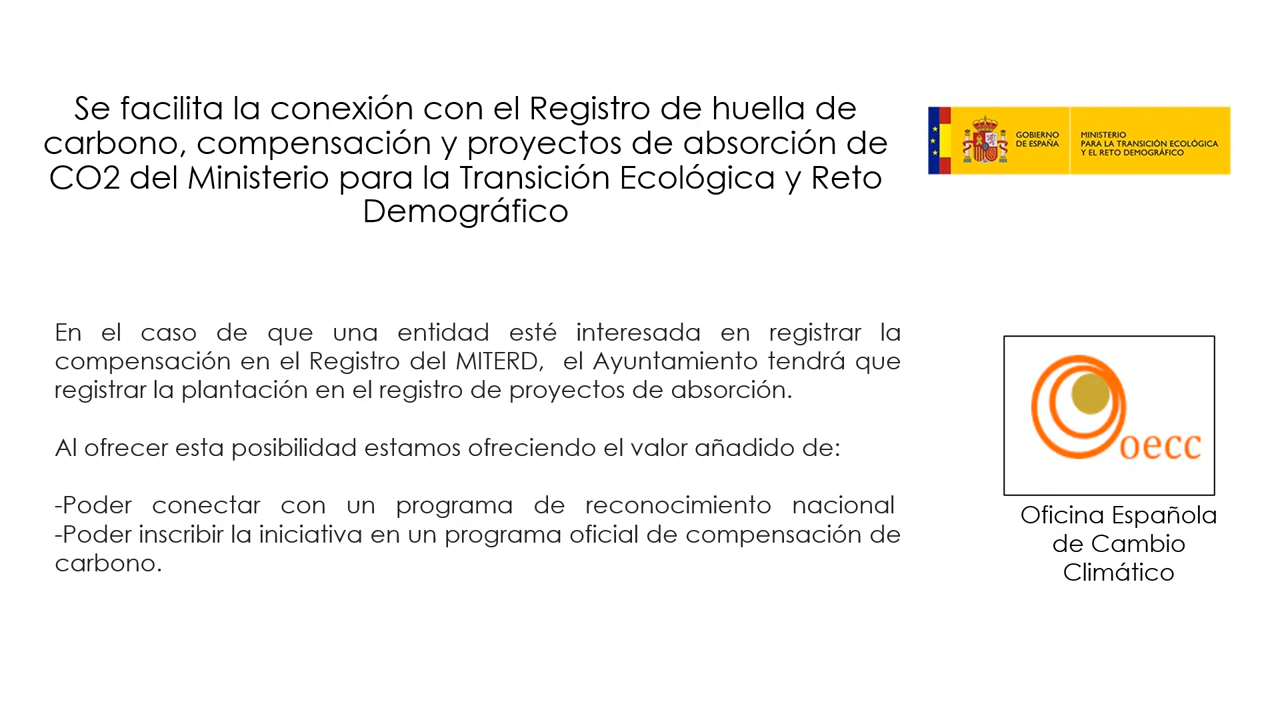 Se facilita la conexión con el Registro de huella de
carbono, compensación y proyectos de absorción de
CO2 del Ministerio para la Transición Ecológica y Reto
Demográfico
GOBIERNO
DE ESPAÑA
MINISTERIO
PARA LA TRANSICIÓN ECOLÓGICA
Y EL RETO DEMOGRÁFICO
En el caso de que una entidad esté interesada en registrar la
compensación en el Registro del MITERD, el Ayuntamiento tendrá que
registrar la plantación en el registro de proyectos de absorción.
Al ofrecer esta posibilidad estamos ofreciendo el valor añadido de:
-Poder conectar con un programa de reconocimiento nacional
-Poder inscribir la iniciativa en un programa oficial de compensación de
carbono.
oecc
Oficina Española
de Cambio
Climático